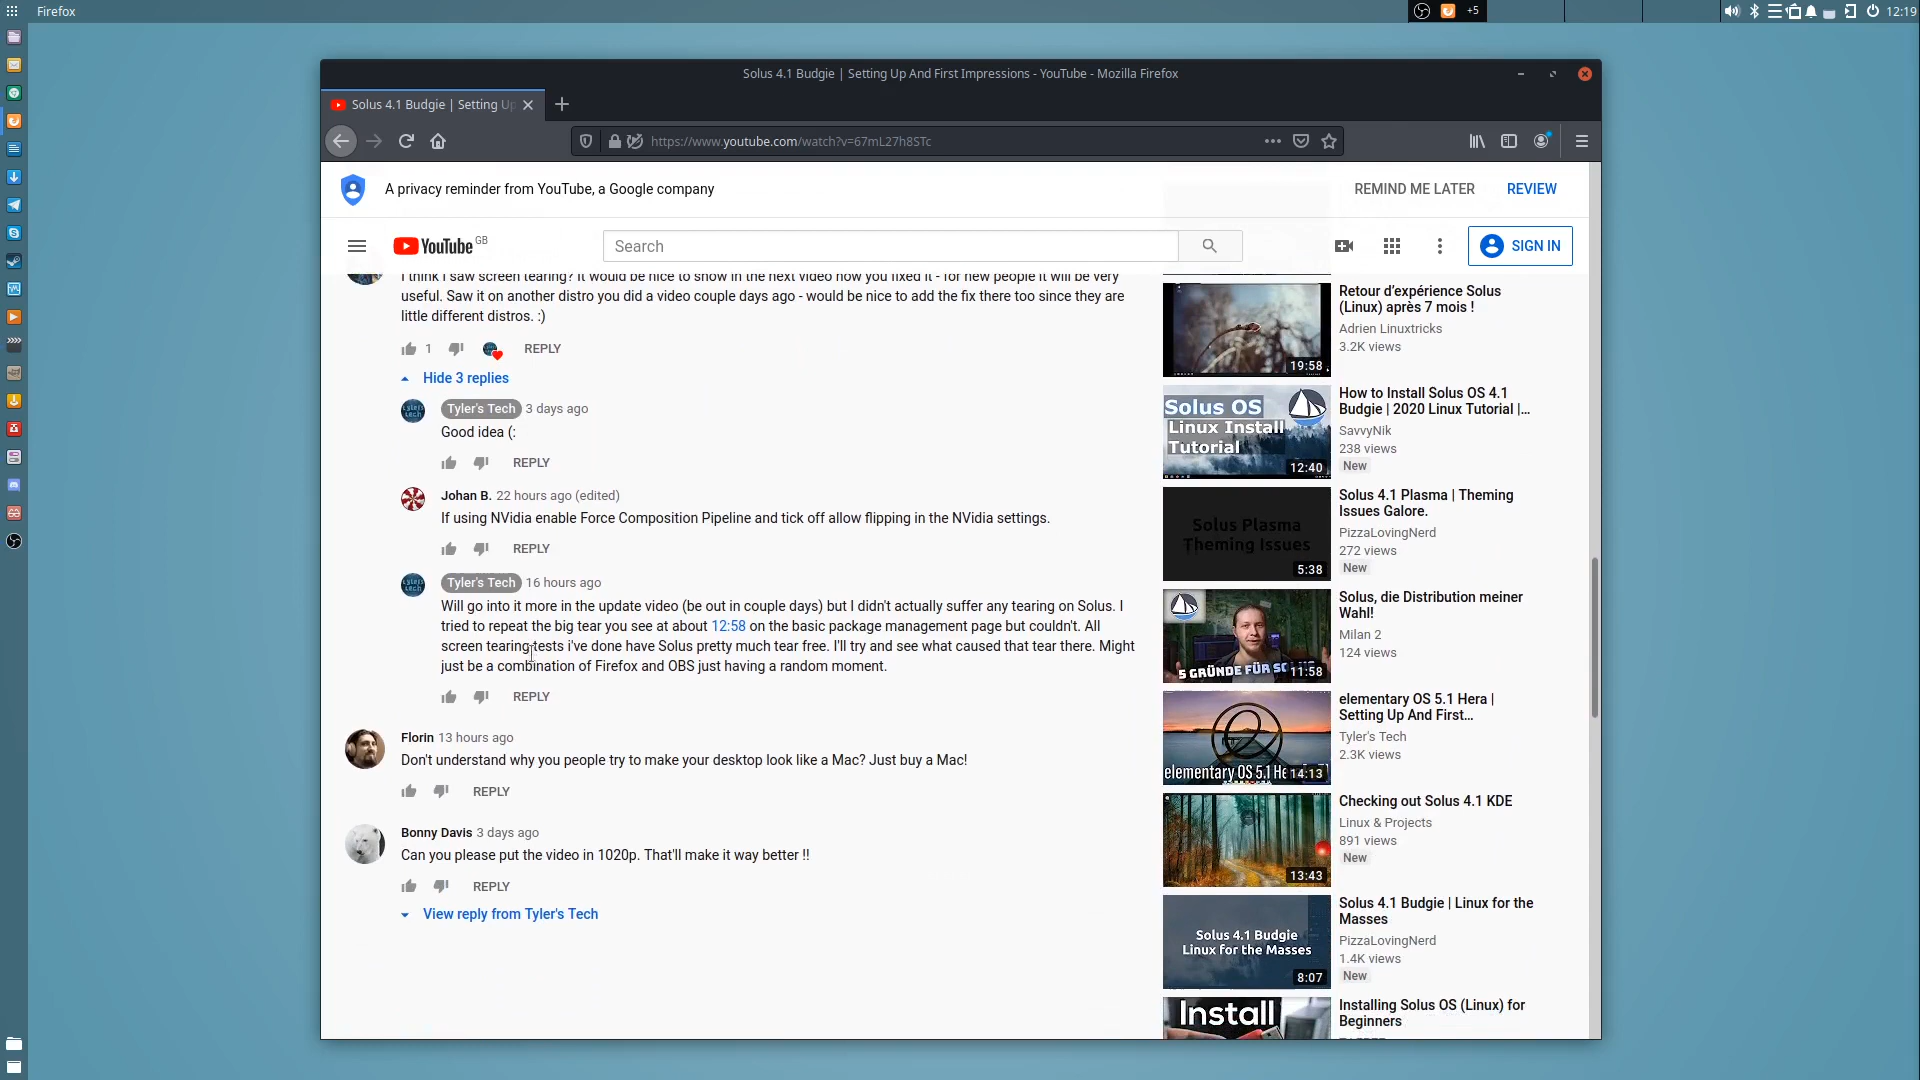 Firefox
+5
12:19
Solus 4.1 Budgie | Setting Up And First Impressions - YouTube - Mozilla Firefox
Solus 4.1 Budgie | Setting Up
https://www.youtube.com/watch?v=67mL27h8STc
A privacy reminder from YouTube, a Google company
REMIND ME LATER
REVIEW
YouTube GB
Search
SIGN IN
I think I saw screen tearing? It would be nice to show in the next video how you fixed it - for new people it will be very
useful. Saw it on another distro you did a video couple days ago - would be nice to add the fix there too since they are
little different distros. :)
1
REPLY
Hide 3 replies
Tyler's Tech 3 days ago
Good idea (:
REPLY
Johan B. 22 hours ago (edited)
If using NVidia enable Force Composition Pipeline and tick off allow flipping in the NVidia settings.
REPLY
Tyler's Tech 16 hours ago
Will go into it more in the update video (be out in couple days) but I didn't actually suffer any tearing on Solus. I
tried to repeat the big tear you see at about 12:58 on the basic package management page but couldn't. All
screen tearing tests i've done have Solus pretty much tear free. I'll try and see what caused that tear there. Might
just be a combination of Firefox and OBS just having a random moment.
REPLY
Florin 13 hours ago
Don't understand why you people try to make your desktop look like a Mac? Just buy a Mac!
REPLY
Bonny Davis 3 days ago
Can you please put the video in 1020p. That'll make it way better !!
REPLY
View reply from Tyler's Tech
19:58
Retour d'expérience Solus
(Linux) après 7 mois !
Adrien Linuxtricks
3.2K views
Solus OS
Linux Install
Tutorial
12:40
How to Install Solus OS 4.1
Budgie | 2020 Linux Tutorial |...
SavvyNik
238 views
New
Solus Plasma
Theming Issues
5:38
Solus 4.1 Plasma | Theming
Issues Galore.
PizzaLovingNerd
272 views
New
5 GRÜNDE FÜR
11:58
Solus, die Distribution meiner
Wahl!
Milan 2
124 views
elementary OS 5.1 He
14:13
elementary OS 5.1 Hera |
Setting Up And First...
Tyler's Tech
2.3K views
13:43
Checking out Solus 4.1 KDE
Linux & Projects
891 views
New
Solus 4.1 Budgie
Linux for the Masses
8:07
Solus 4.1 Budgie | Linux for the
Masses
PizzaLovingNerd
1.4K views
New
Install
Installing Solus OS (Linux) for
Beginners